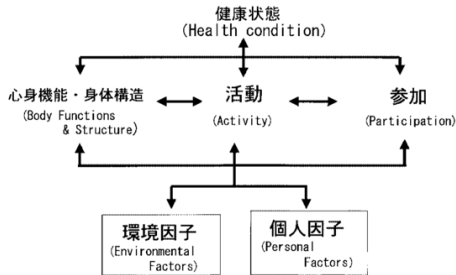 健康状態
(Health condition)
心身機能・身体構造
(Body Functions
& Structure)
活動
(Activity)
参加
(Participation)
環境因子
(Environmental
Factors)
個人因子
(Personal
Factors)